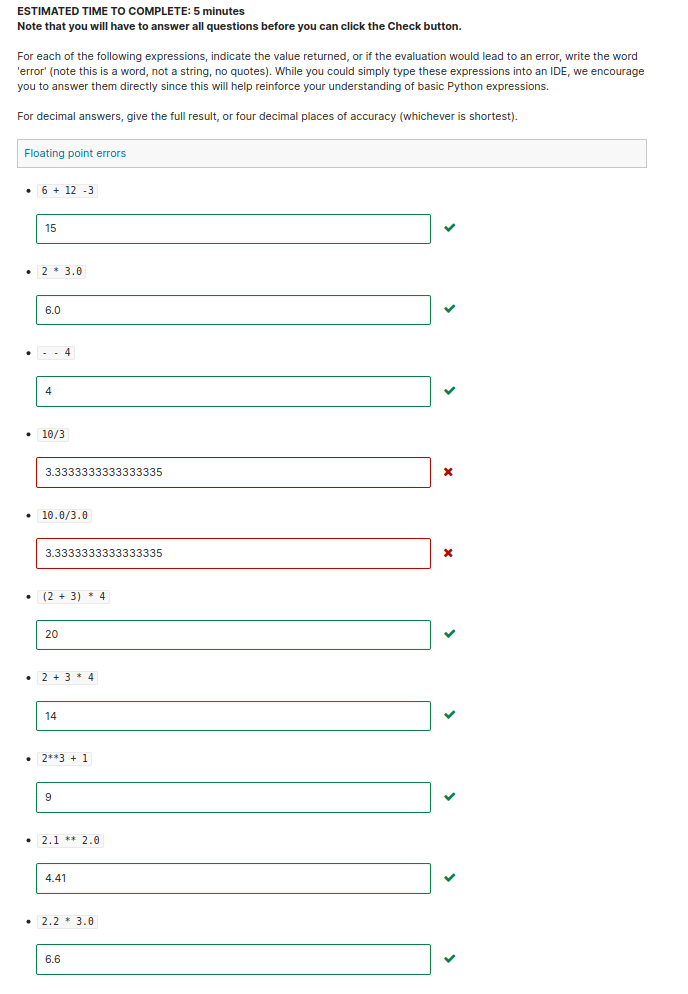 ESTIMATED TIME TO COMPLETE: 5 minutes
Note that you will have to answer all questions before you can click the Check button.
For each of the following expressions, indicate the value returned, or if the evaluation would lead to an error, write the word
'error' (note this is a word, not a string, no quotes). While you could simply type these expressions into an IDE, we encourage
you to answer them directly since this will help reinforce your understanding of basic Python expressions.
For decimal answers, give the full result, or four decimal places of accuracy (whichever is shortest).
Floating point errors
6 + 12 -3
15
2 * 3.0
6.0
- - 4
4
10/3
3.3333333333333335
10.0/3.0
3.3333333333333335
(2 + 3) * 4
20
2 + 3 * 4
14
2**3 + 1
9
2.1 ** 2.0
4.41
2.2 * 3.0
6.6